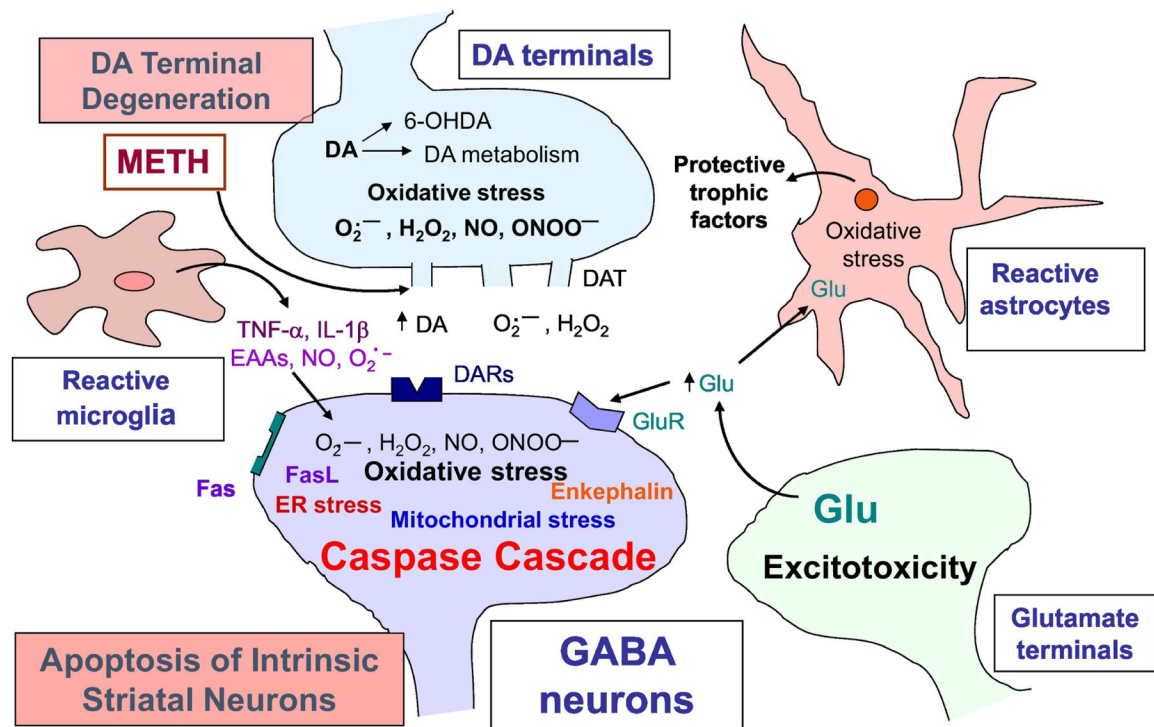 DA Terminal
Degeneration
DA terminals
METH
6-OHDA
DA
DA metabolism
Oxidative stress
O₂·⁻ , H₂O₂, NO, ONOO⁻
DAT
↑ DA
O₂·⁻ , H₂O₂
Protective
trophic
factors
Oxidative
stress
Glu
Reactive
astrocytes
TNF-α, IL-1β
EAAs, NO, O₂·⁻
Reactive
microglia
DARs
↑ Glu
GluR
O₂·⁻ , H₂O₂, NO, ONOO⁻
Oxidative stress
Fas
FasL
ER stress
Enkephalin
Mitochondrial stress
Caspase Cascade
Glu
Excitotoxicity
Glutamate
terminals
Apoptosis of Intrinsic
Striatal Neurons
GABA
neurons